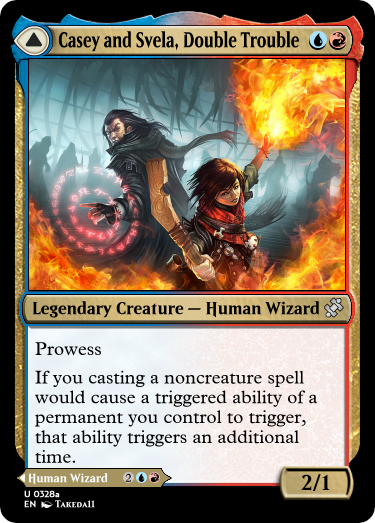 Casey and Svela, Double Trouble
Legendary Creature — Human Wizard
Prowess
If you casting a noncreature spell
would cause a triggered ability of a
permanent you control to trigger,
that ability triggers an additional
time.
Human Wizard 2
2/1
U 0328a
EN Takeda11